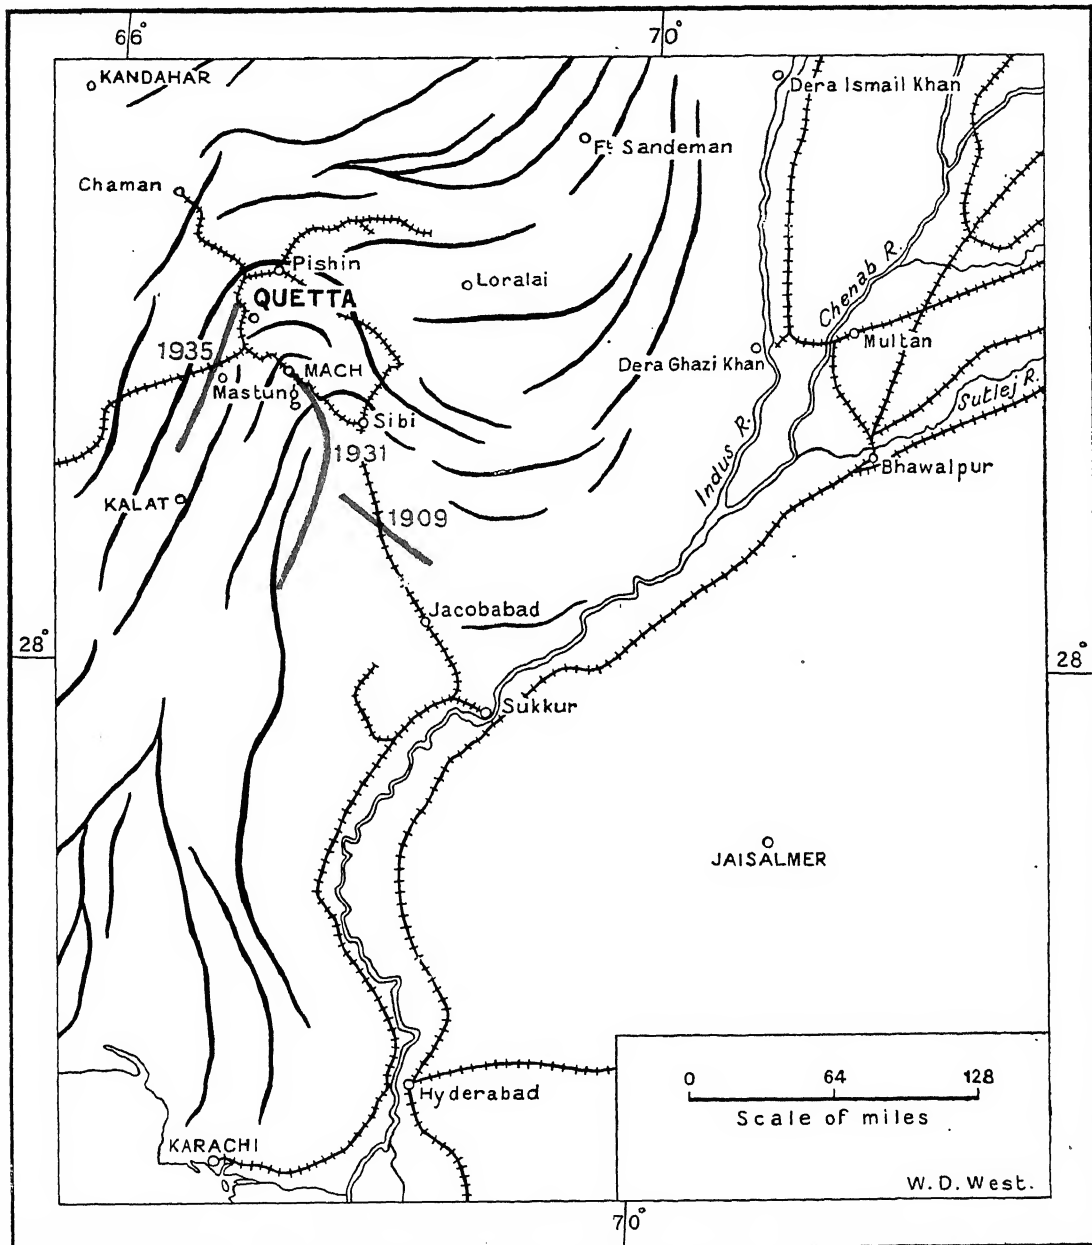 66°
70°
KANDAHAR
Dera Ismail Khan
Ft. Sandeman
Chaman
Pishin
Loralai
QUETTA
Chenab R.
1935
MACH
Dera Ghazi Khan
Multan
Mastung
Sutlej R.
Sibi
1931
Indus R.
Bhawalpur
KALAT
1909
Jacobabad
28°
28°
Sukkur
JAISALMER
0 64 128
Scale of miles
Hyderabad
KARACHI
W.D.West.
70°